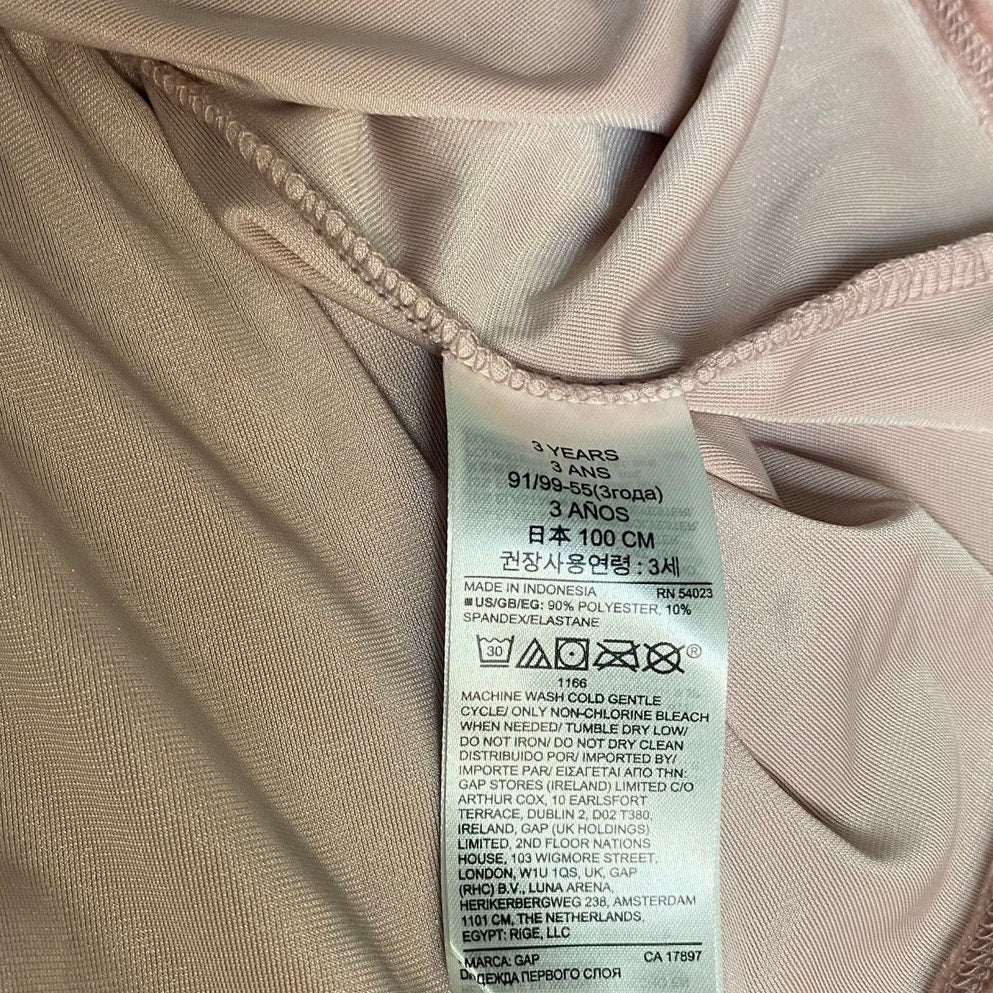 3 YEARS
3 ANS
91/99-55(3года)
3 AÑOS
日本 100 CM
권장사용연령 : 3세
MADE IN INDONESIA RN 54023
US/GB/EG: 90% POLYESTER, 10%
SPANDEX/ELASTANE
30 ®
1166
MACHINE WASH COLD GENTLE
CYCLE/ ONLY NON-CHLORINE BLEACH
WHEN NEEDED/ TUMBLE DRY LOW/
DO NOT IRON/ DO NOT DRY CLEAN
DISTRIBUIDO POR/ IMPORTED BY/
IMPORTE PAR/ ΕΙΣΑΓΕΤΑΙ ΑΠΟ ΤΗΝ:
GAP STORES (IRELAND) LIMITED C/O
ARTHUR COX, 10 EARLSFORT
TERRACE, DUBLIN 2, D02 T380,
IRELAND, GAP (UK HOLDINGS)
LIMITED, 2ND FLOOR NATIONS
HOUSE, 103 WIGMORE STREET,
LONDON, W1U 1QS, UK, GAP
(RHC) B.V., LUNA ARENA,
HERIKERBERGWEG 238, AMSTERDAM
1101 CM, THE NETHERLANDS,
EGYPT: RIGE, LLC
MARCA: GAP CA 17897
ОДЕЖДА ПЕРВОГО СЛОЯ